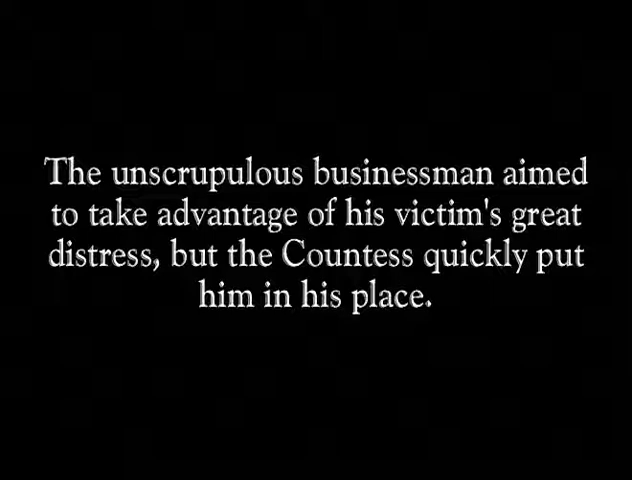 The unscrupulous businessman aimed
to take advantage of his victim's great
distress, but the Countess quickly put
him in his place.